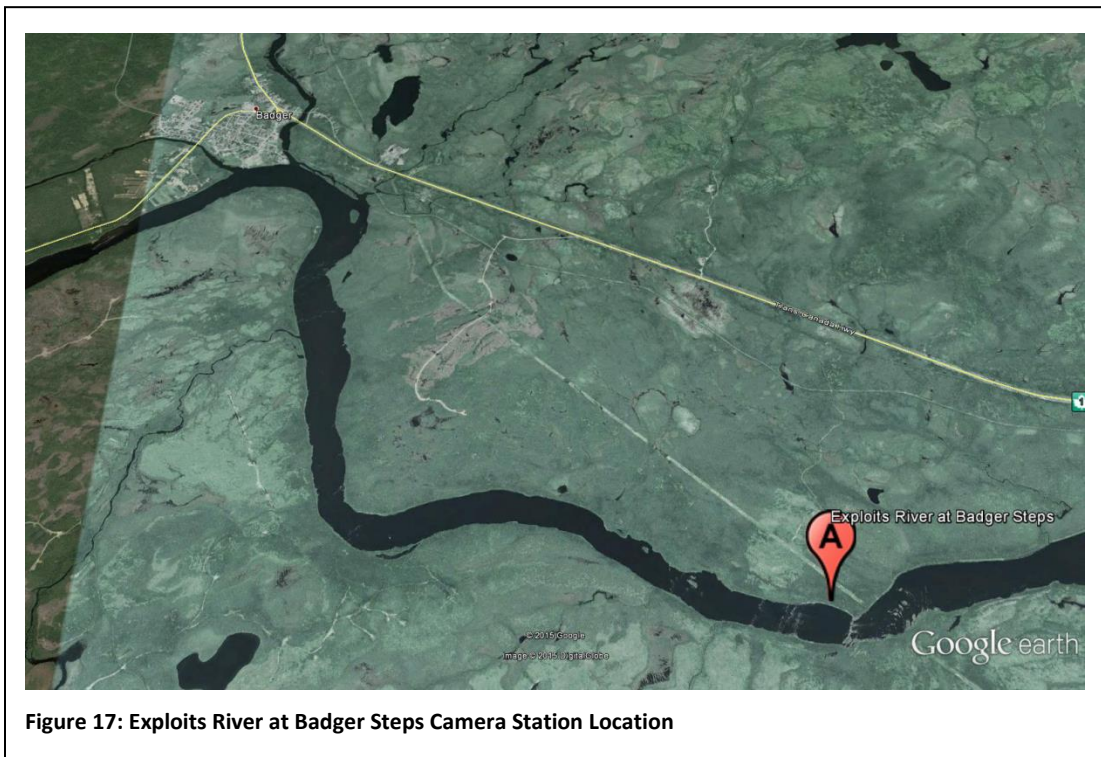 Badger
Trans-Canada Hwy
1
Exploits River at Badger Steps
A
© 2015 Google
Image © 2015 DigitalGlobe
Google earth
Figure 17: Exploits River at Badger Steps Camera Station Location